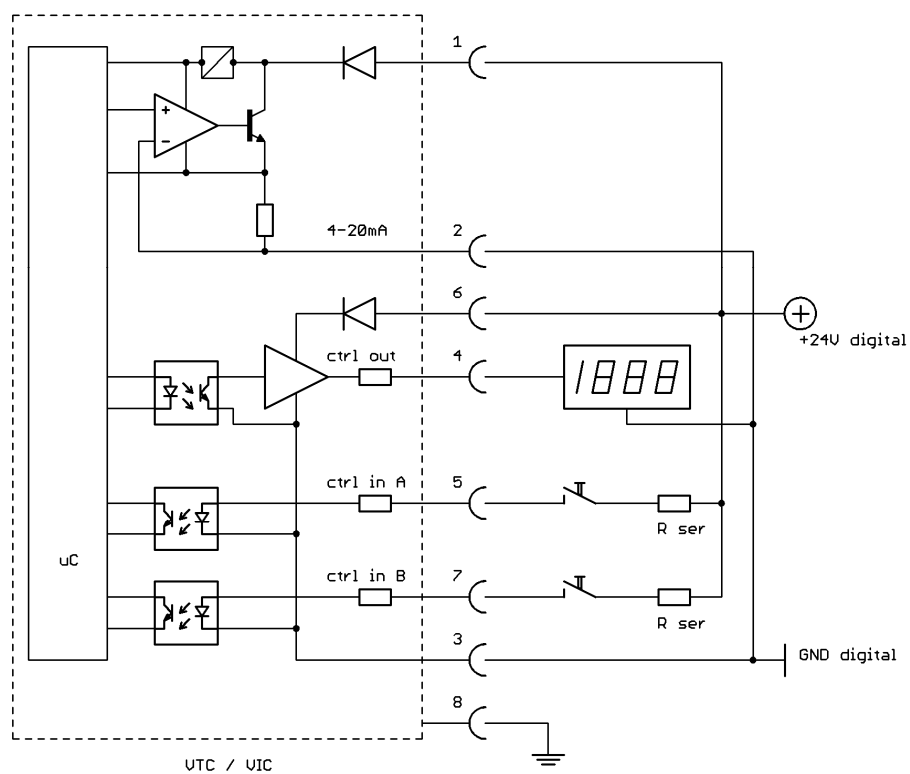 1
+
−
4-20mA
2
6
+24V digital
ctrl out
4
1888
ctrl in A
5
R ser
uC
ctrl in B
7
R ser
3
GND digital
8
VTC / VIC